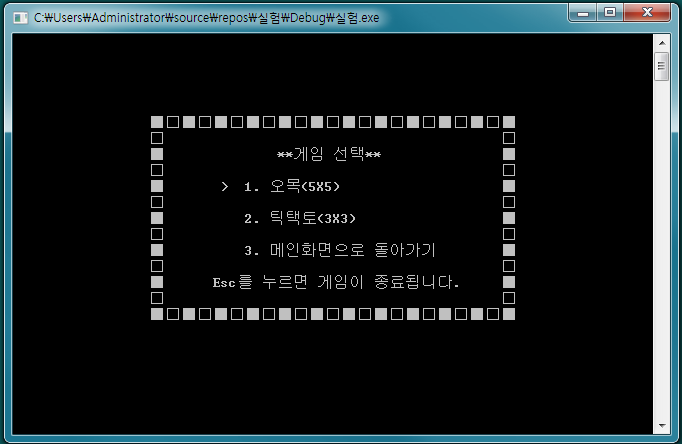 C:₩Users₩Administrator₩source₩repos₩실험₩Debug₩실험.exe
**게임 선택**
> 1. 오목(5X5)
2. 틱택토(3X3)
3. 메인화면으로 돌아가기
Esc를 누르면 게임이 종료됩니다.